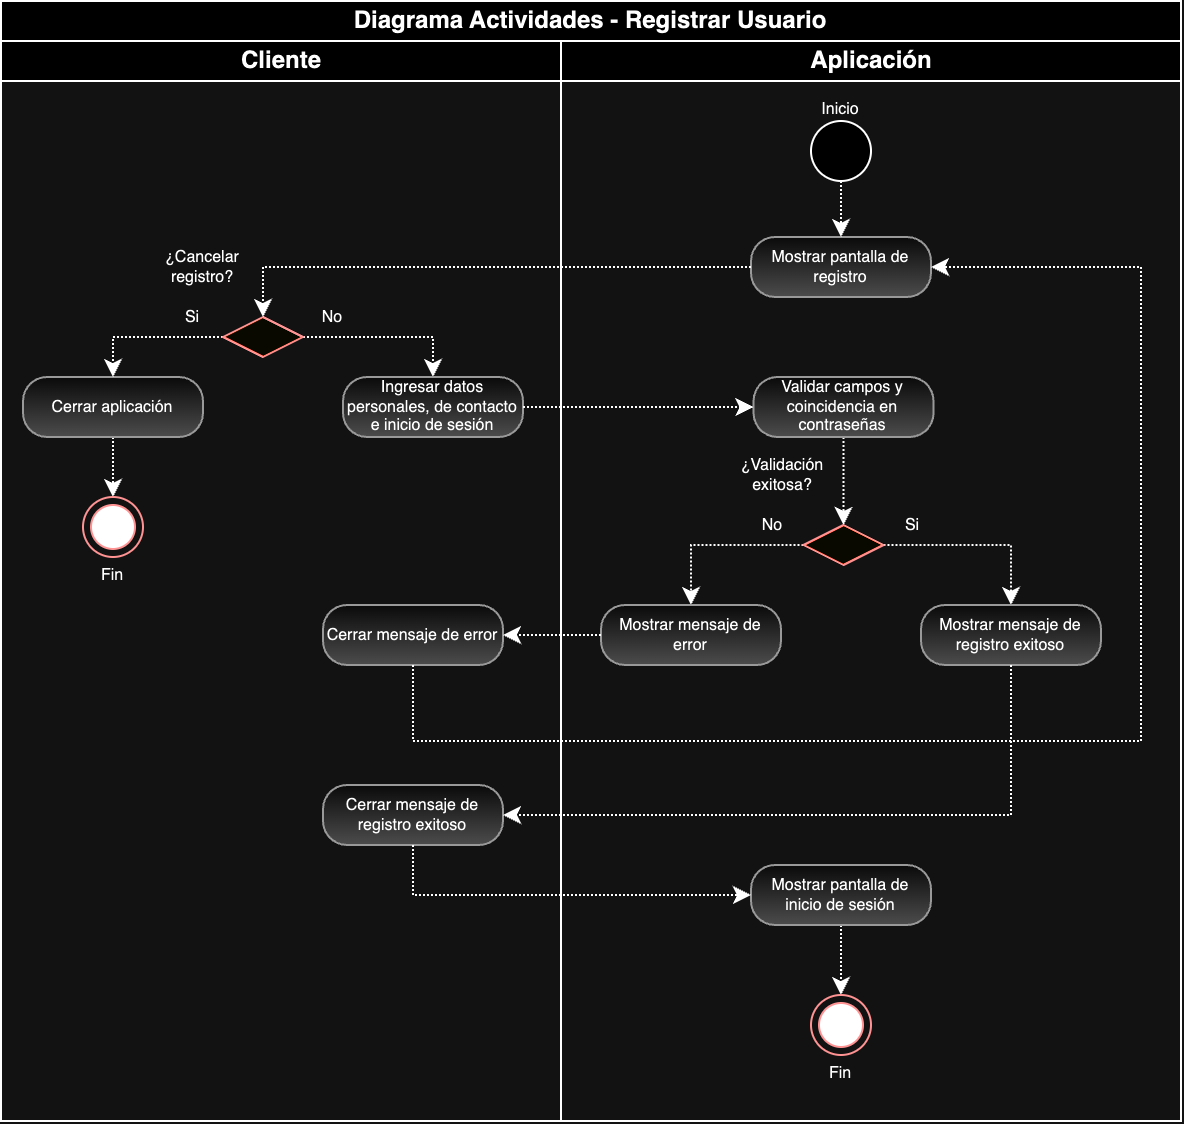 Diagrama Actividades - Registrar Usuario
Cliente
Aplicación
Inicio
Mostrar pantalla de
registro
¿Cancelar
registro?
Si
No
Cerrar aplicación
Ingresar datos
personales, de contacto
e inicio de sesión
Validar campos y
coincidencia en
contraseñas
¿Validación
exitosa?
No
Si
Fin
Cerrar mensaje de error
Mostrar mensaje de
error
Mostrar mensaje de
registro exitoso
Cerrar mensaje de
registro exitoso
Mostrar pantalla de
inicio de sesión
Fin